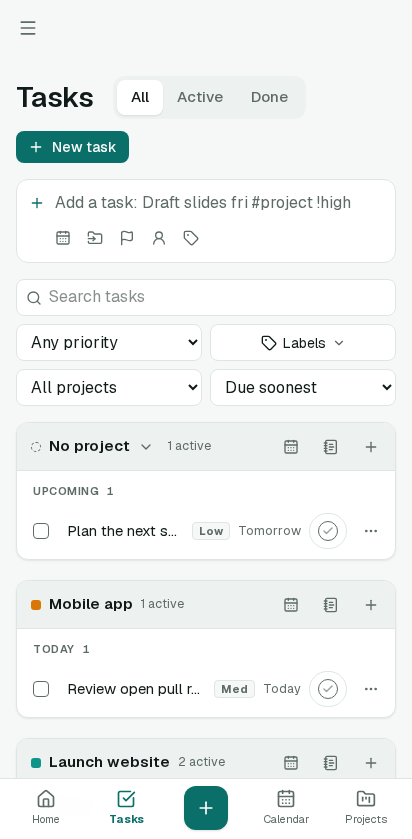 Tasks
All
Active
Done
New task
Add a task: Draft slides fri #project !high
Search tasks
Any priority
Labels
All projects
Due soonest
No project
1 active
UPCOMING 1
Plan the next s...
Low
Tomorrow
Mobile app
1 active
TODAY 1
Review open pull r...
Med
Today
Launch website
2 active
Home
Tasks
Calendar
Projects